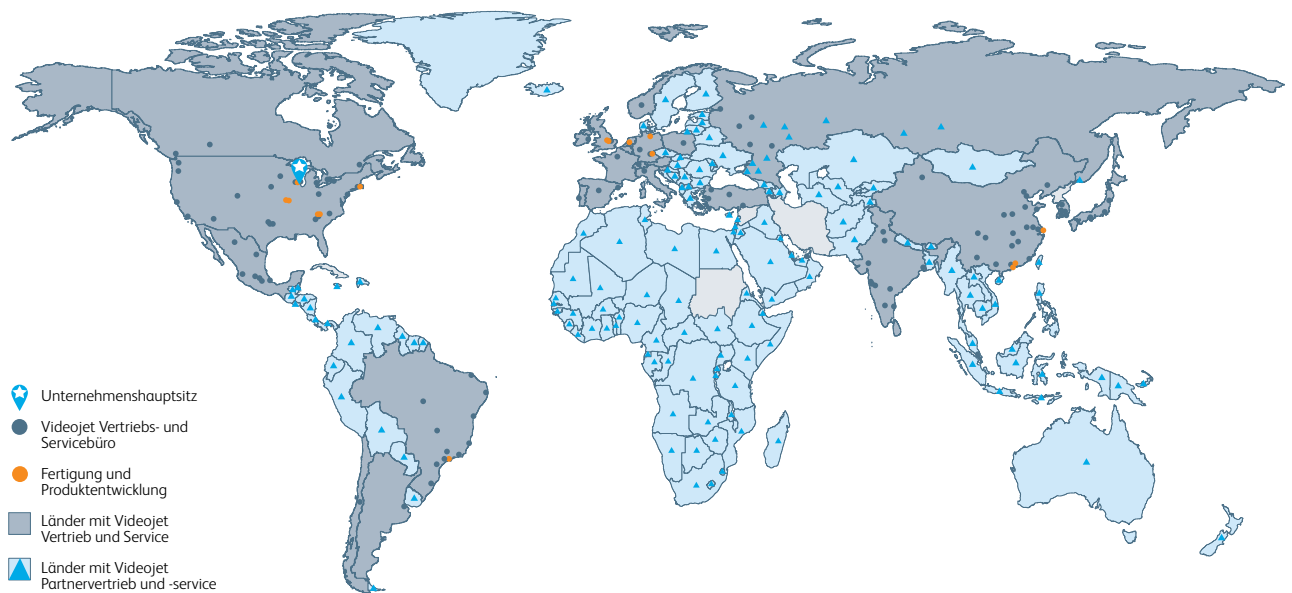 Unternehmenshauptsitz
Videojet Vertriebs- und
Servicebüro
Fertigung und
Produktentwicklung
Länder mit Videojet
Vertrieb und Service
Länder mit Videojet
Partnervertrieb und -service